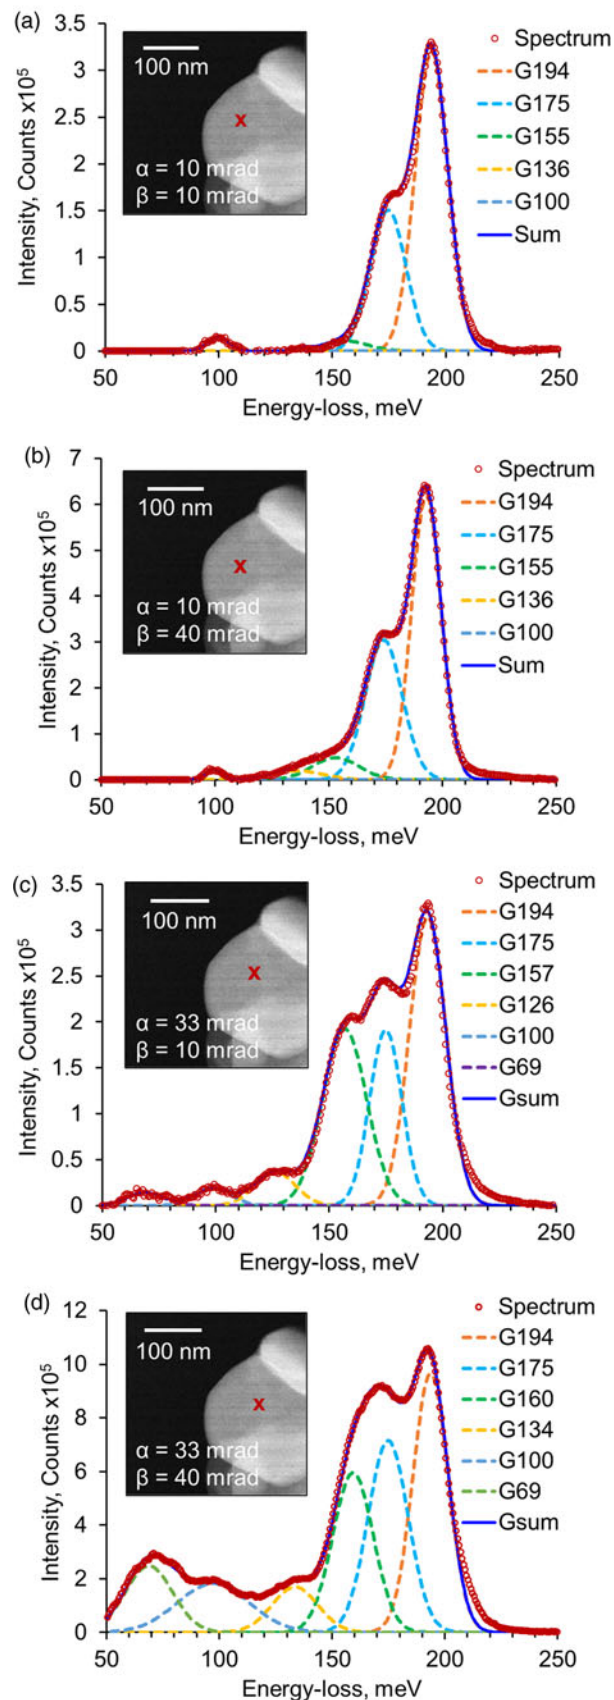 (a)
3.5
3
2.5
2
1.5
1
0.5
0
Intensity, Counts x10⁵
100 nm
x
α = 10 mrad
β = 10 mrad
Spectrum
G194
G175
G155
G136
G100
Sum
50 100 150 200 250
Energy-loss, meV
(b)
7
6
5
4
3
2
1
0
Intensity, Counts x10⁵
100 nm
x
α = 10 mrad
β = 40 mrad
Spectrum
G194
G175
G155
G136
G100
Sum
50 100 150 200 250
Energy-loss, meV
(c)
3.5
3
2.5
2
1.5
1
0.5
0
Intensity, Counts x10⁵
100 nm
x
α = 33 mrad
β = 10 mrad
Spectrum
G194
G175
G157
G126
G100
G69
Gsum
50 100 150 200 250
Energy-loss, meV
(d)
12
10
8
6
4
2
0
Intensity, Counts x10⁵
100 nm
x
α = 33 mrad
β = 40 mrad
Spectrum
G194
G175
G160
G134
G100
G69
Gsum
50 100 150 200 250
Energy-loss, meV